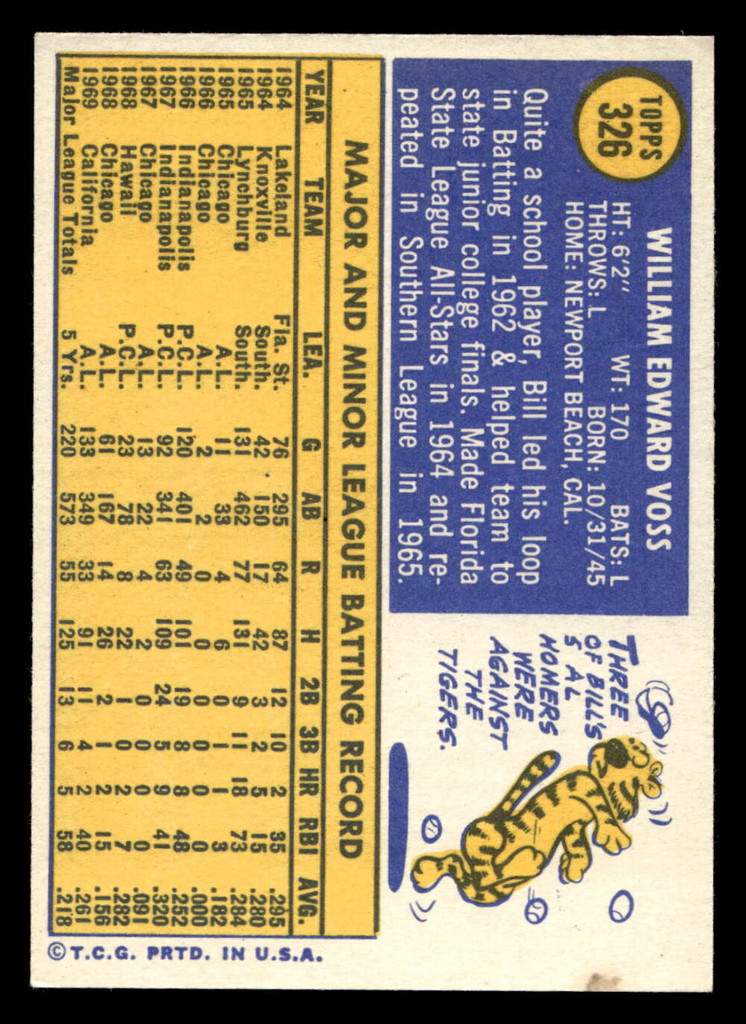 TOPPS
326
WILLIAM EDWARD VOSS
HT: 6'2" WT: 170 BATS: L
THROWS: L BORN: 10/31/45
HOME: NEWPORT BEACH, CAL.
Quite a school player, Bill led his loop
in Batting in 1962 & helped team to
state junior college finals. Made Florida
State League All-Stars in 1964 and re-
peated in Southern League in 1965.
THREE
OF BILL'S
5 AL
HOMERS
WERE
AGAINST
THE
TIGERS.
MAJOR AND MINOR LEAGUE BATTING RECORD
YEAR TEAM LEA. G AB R H 2B 3B HR RBI AVG.
1964 Lakeland Fla. St. 76 295 64 87 12 10 2 35 .295
1964 Knoxville South. 42 150 17 42 3 2 5 15 .280
1965 Lynchburg South. 131 462 77 131 9 11 18 73 .284
1965 Chicago A.L. 11 33 4 6 0 1 1 3 .182
1966 Chicago A.L. 2 2 0 0 0 0 0 0 .000
1966 Indianapolis P.C.L. 120 401 49 101 19 8 8 48 .252
1967 Indianapolis P.C.L. 92 341 63 109 24 5 9 41 .320
1967 Chicago A.L. 13 22 4 2 0 0 0 0 .091
1968 Hawaii P.C.L. 23 78 8 22 1 0 2 7 .282
1968 Chicago A.L. 61 167 14 26 2 1 2 15 .156
1969 California A.L. 133 349 33 91 11 4 2 40 .261
Major League Totals 5 Yrs. 220 573 55 125 13 6 5 58 .218
© T.C.G. PRTD. IN U.S.A.